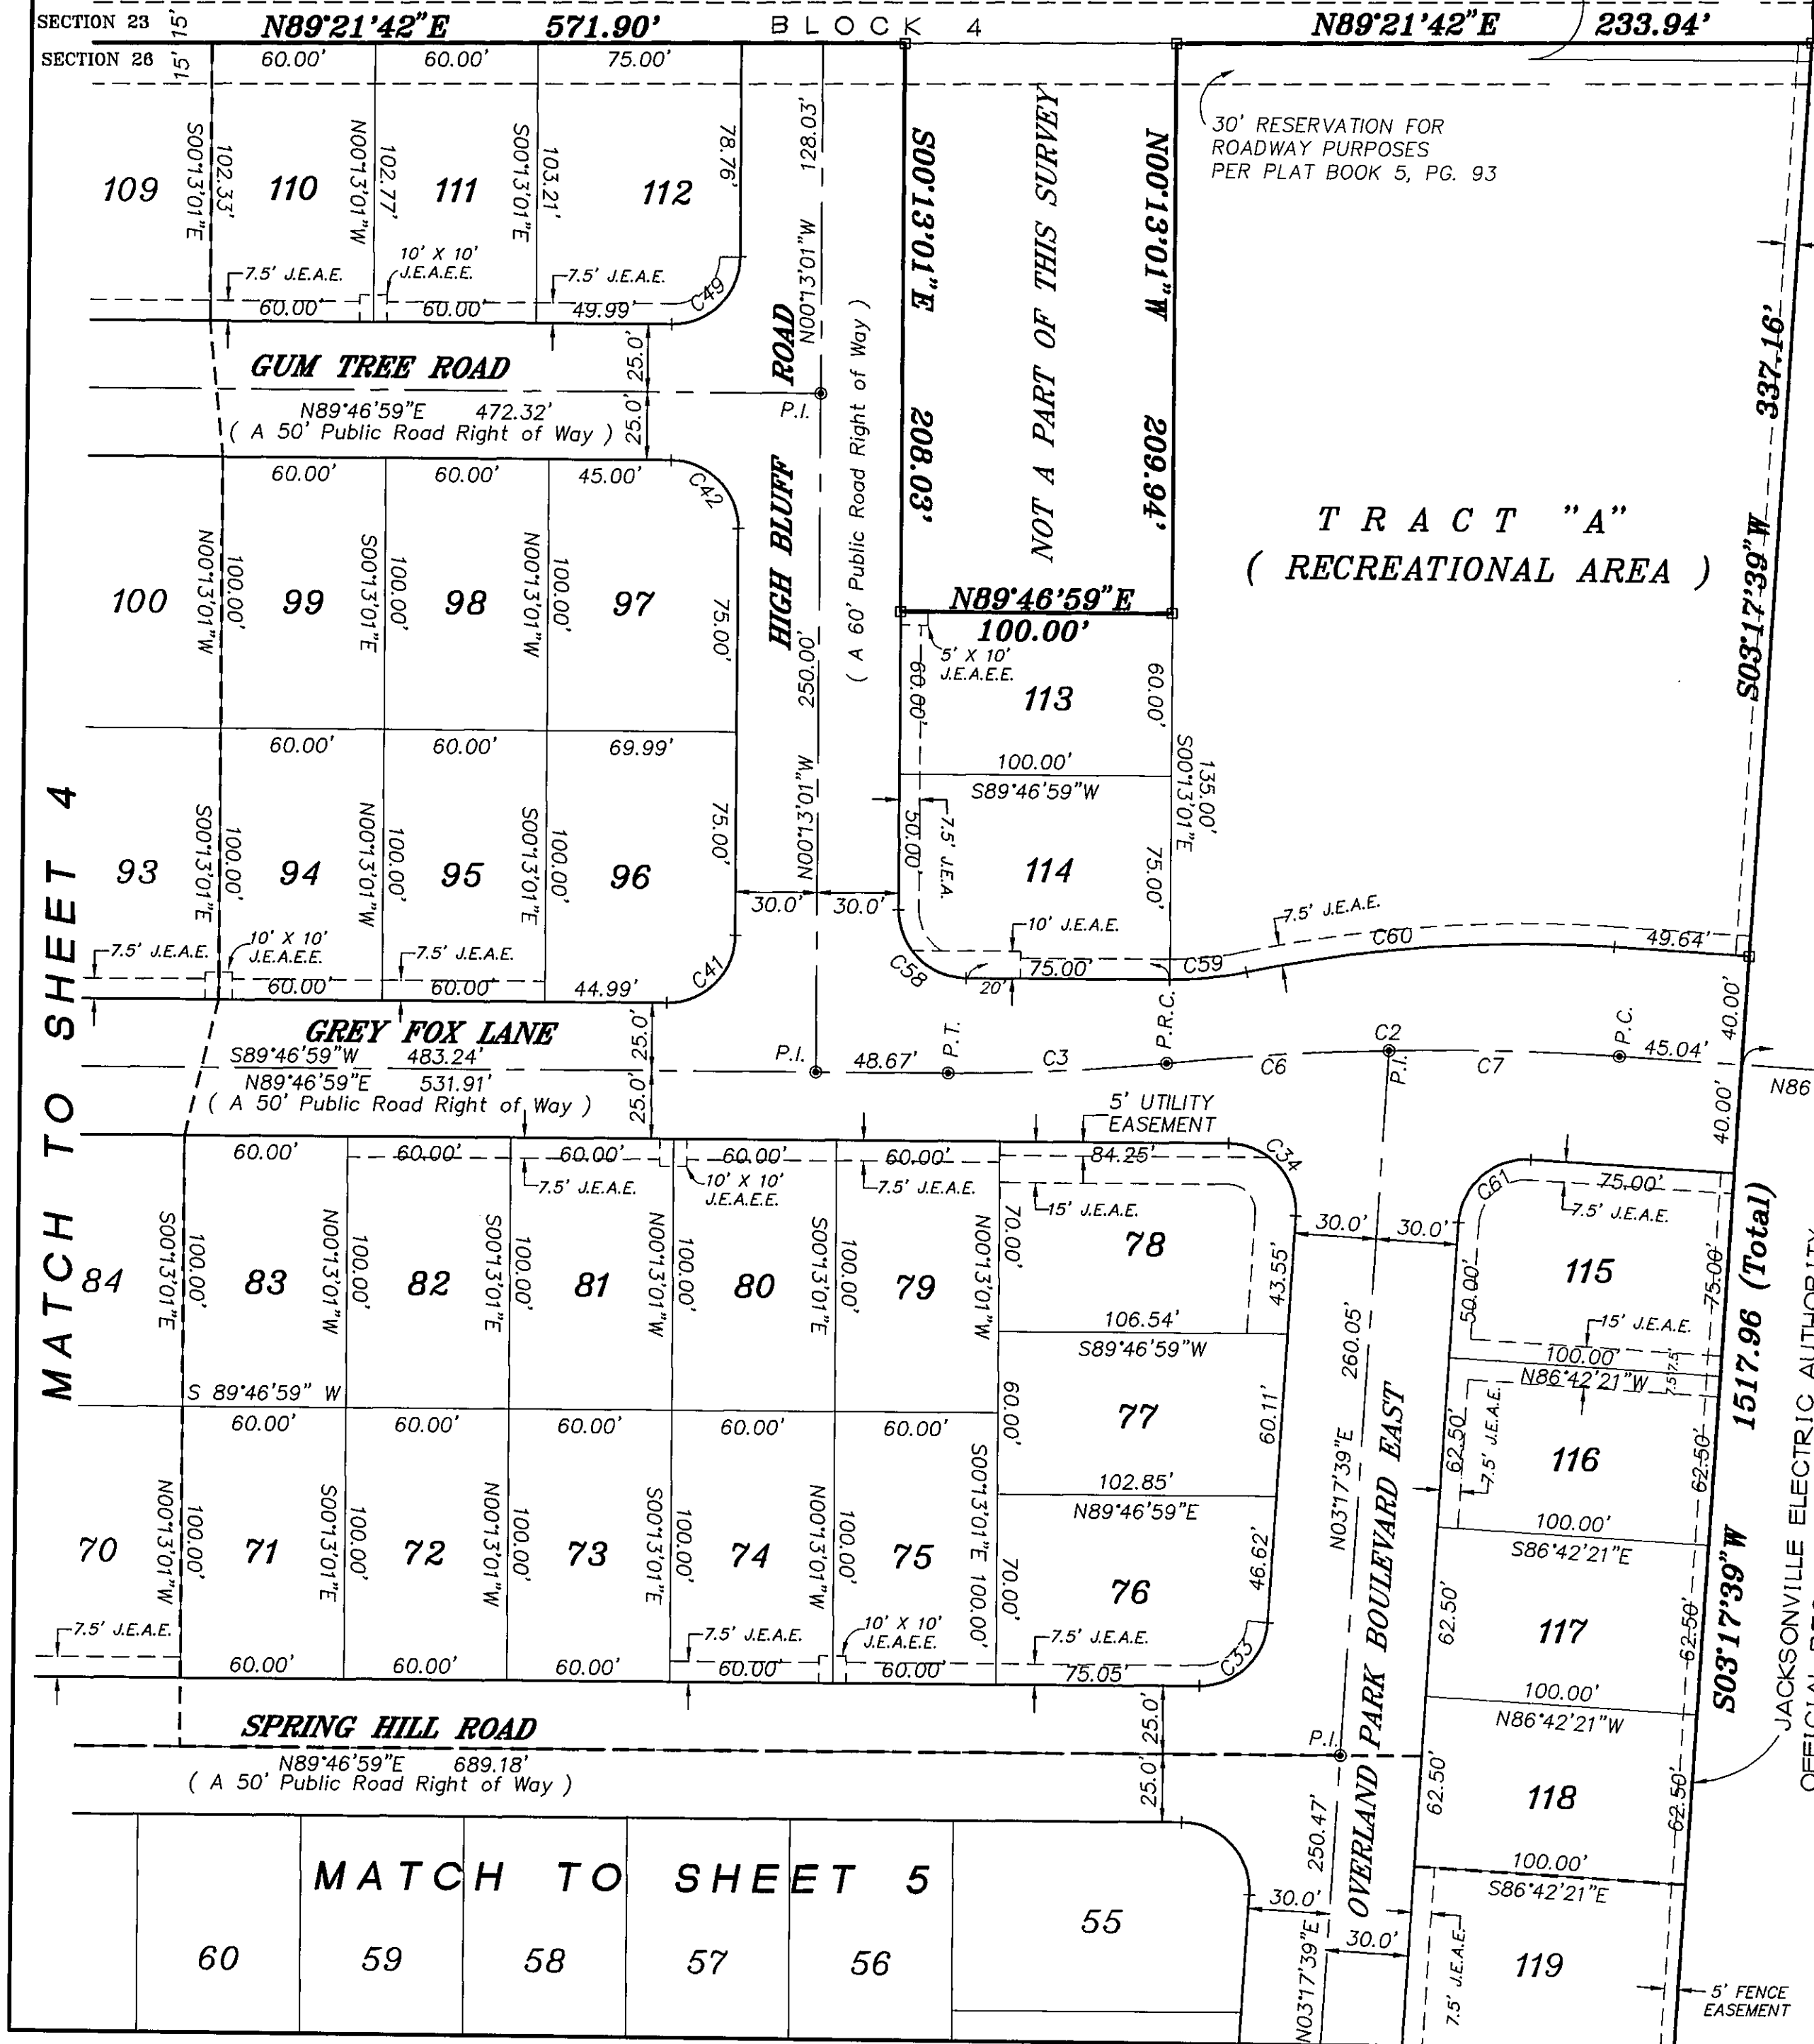 SECTION 23
15'
N89°21'42"E 571.90'
BLOCK 4
N89°21'42"E 233.94'
SECTION 26
15'
60.00'
60.00'
75.00'
109
S00°13'01"E
102.33'
110
N00°13'01"W
102.77'
111
S00°13'01"E
103.21'
112
78.76'
10' X 10'
J.E.A.E.E.
7.5' J.E.A.E.
7.5' J.E.A.E.
60.00'
60.00'
49.99'
C49
N00°13'01"W 128.03'
S00°13'01"E 208.03'
NOT A PART OF THIS SURVEY
N00°13'01"W 209.94'
30' RESERVATION FOR
ROADWAY PURPOSES
PER PLAT BOOK 5, PG. 93
337.16'
S03°17'39"W
GUM TREE ROAD
N89°46'59"E 472.32'
( A 50' Public Road Right of Way )
25.0'
25.0'
P.I.
HIGH BLUFF ROAD
( A 60' Public Road Right of Way )
N00°13'01"W 250.00'
TRACT "A"
( RECREATIONAL AREA )
60.00'
60.00'
45.00'
C42
100
N00°13'01"W
100.00'
99
S00°13'01"E
100.00'
98
N00°13'01"W
100.00'
97
75.00'
60.00'
60.00'
69.99'
N89°46'59"E
100.00'
5' X 10'
J.E.A.E.E.
60.00'
113
60.00'
100.00'
S89°46'59"W
135.00'
S00°13'01"E
50.00'
7.5' J.E.A.
114
75.00'
MATCH TO SHEET 4
93
S00°13'01"E
100.00'
94
N00°13'01"W
100.00'
95
S00°13'01"E
100.00'
96
75.00'
30.0'
30.0'
7.5' J.E.A.E.
10' X 10'
J.E.A.E.E.
7.5' J.E.A.E.
60.00'
60.00'
44.99'
C41
C58
20'
10' J.E.A.E.
75.00'
C59
7.5' J.E.A.E.
C60
49.64'
GREY FOX LANE
S89°46'59"W 483.24'
N89°46'59"E 531.91'
( A 50' Public Road Right of Way )
25.0'
25.0'
P.I.
48.67'
P.T.
C3
P.R.C.
C6
C2
P.I.
C7
P.C.
45.04'
40.00'
40.00'
N86
5' UTILITY
EASEMENT
60.00'
60.00'
60.00'
60.00'
84.25'
C34
7.5' J.E.A.E.
10' X 10'
J.E.A.E.E.
7.5' J.E.A.E.
15' J.E.A.E.
84
S00°13'01"E
100.00'
83
N00°13'01"W
100.00'
82
S00°13'01"E
100.00'
81
N00°13'01"W
100.00'
80
S00°13'01"E
100.00'
79
N00°13'01"W
70.00'
78
43.55'
106.54'
S89°46'59"W
30.0'
30.0'
C61
75.00'
7.5' J.E.A.E.
50.00'
115
75.00'
15' J.E.A.E.
100.00'
N86°42'21"W
7.5'
7.5'
S 89°46'59" W
60.00'
60.00'
60.00'
60.00'
60.00'
60.00'
77
60.11'
102.85'
N89°46'59"E
N03°17'39"E 260.05'
OVERLAND PARK BOULEVARD EAST
62.50'
7.5' J.E.A.E.
116
62.50'
100.00'
S86°42'21"E
S03°17'39"W 1517.96 (Total)
70
N00°13'01"W
100.00'
71
S00°13'01"E
100.00'
72
N00°13'01"W
100.00'
73
S00°13'01"E
100.00'
74
N00°13'01"W
100.00'
75
S00°13'01"E 100.00'
70.00'
76
46.62'
C33
7.5' J.E.A.E.
7.5' J.E.A.E.
10' X 10'
J.E.A.E.E.
7.5' J.E.A.E.
60.00'
60.00'
60.00'
60.00'
60.00'
75.05'
62.50'
117
62.50'
100.00'
N86°42'21"W
JACKSONVILLE ELECTRIC AUTHORITY
SPRING HILL ROAD
N89°46'59"E 689.18'
( A 50' Public Road Right of Way )
25.0'
25.0'
P.I.
62.50'
118
62.50'
100.00'
S86°42'21"E
MATCH TO SHEET 5
60
59
58
57
56
55
30.0'
30.0'
N03°17'39"E 250.47'
7.5' J.E.A.E.
119
5' FENCE
EASEMENT